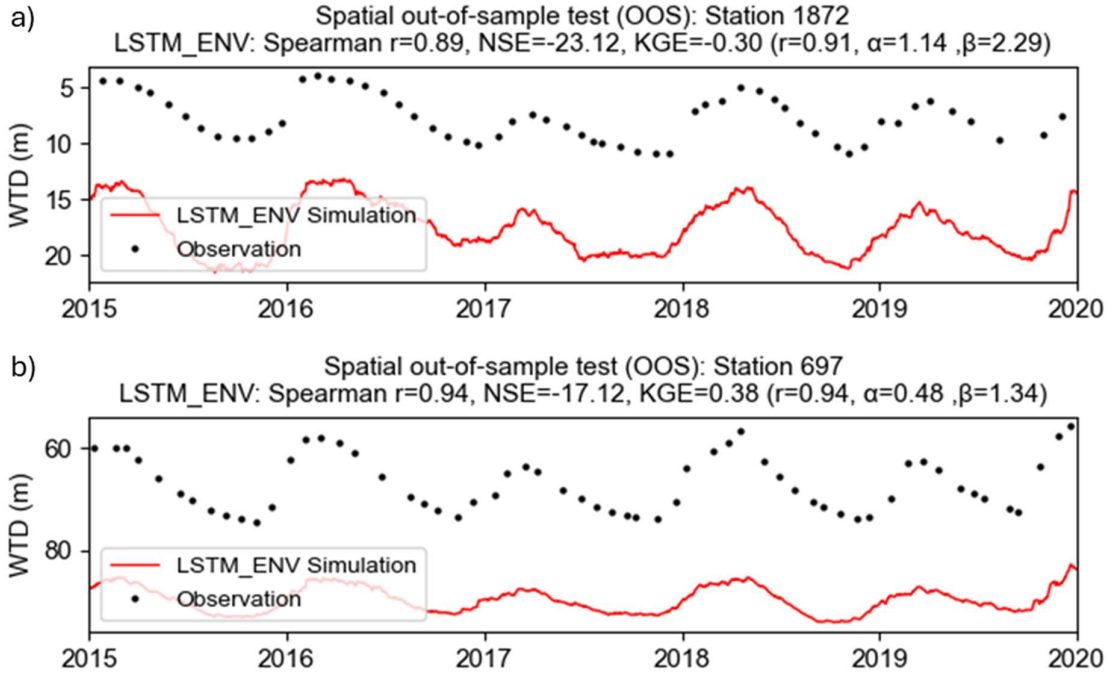 a)
Spatial out-of-sample test (OOS): Station 1872
LSTM_ENV: Spearman r=0.89, NSE=-23.12, KGE=-0.30 (r=0.91, α=1.14 ,β=2.29)
WTD (m)
5
10
15
20
LSTM_ENV Simulation
Observation
2015 2016 2017 2018 2019 2020
b)
Spatial out-of-sample test (OOS): Station 697
LSTM_ENV: Spearman r=0.94, NSE=-17.12, KGE=0.38 (r=0.94, α=0.48 ,β=1.34)
WTD (m)
60
80
LSTM_ENV Simulation
Observation
2015 2016 2017 2018 2019 2020